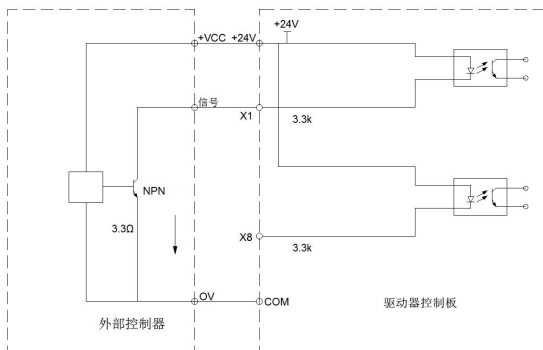 +24V
+VCC +24V
信号
X1
3.3k
NPN
3.3Ω
X8
3.3k
OV
COM
外部控制器
驱动器控制板